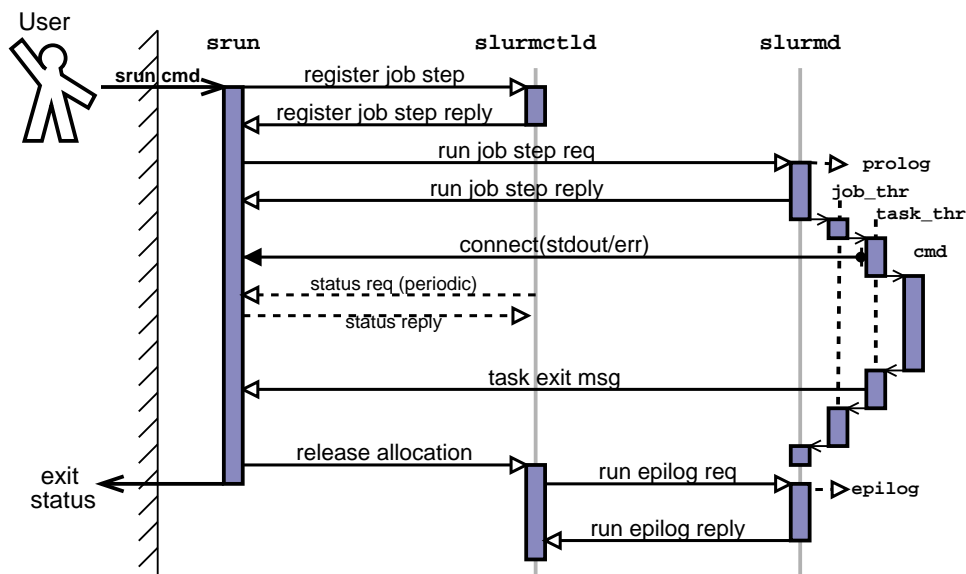 User
srun
slurmctld
slurmd
srun cmd
register job step
register job step reply
run job step req
prolog
run job step reply
job_thr
task_thr
connect(stdout/err)
cmd
status req (periodic)
status reply
task exit msg
release allocation
exit
status
run epilog req
epilog
run epilog reply